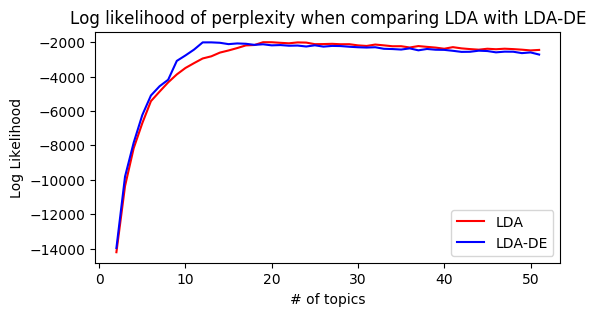 Log likelihood of perplexity when comparing LDA with LDA-DE
Log Likelihood
−2000
−4000
−6000
−8000
−10000
−12000
−14000
0
10
20
30
40
50
# of topics
LDA
LDA-DE